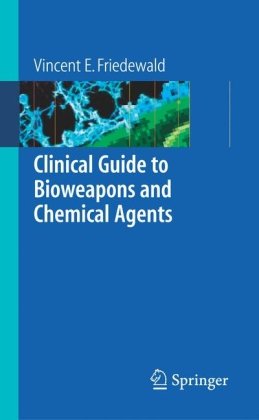 Vincent E. Friedewald
Clinical Guide to
Bioweapons and
Chemical Agents
Springer